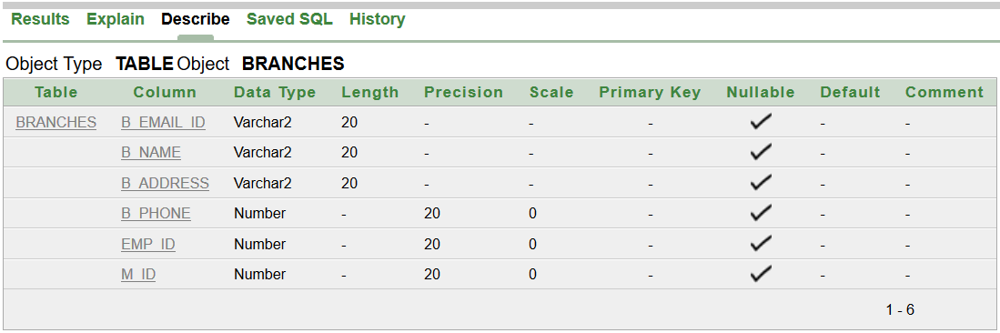 Results Explain Describe Saved SQL History
Object Type TABLE Object BRANCHES
Table Column Data Type Length Precision Scale Primary Key Nullable Default Comment
BRANCHES B_EMAIL_ID Varchar2 20 - - - ✓ - -
B_NAME Varchar2 20 - - - ✓ - -
B_ADDRESS Varchar2 20 - - - ✓ - -
B_PHONE Number - 20 0 - ✓ - -
EMP_ID Number - 20 0 - ✓ - -
M_ID Number - 20 0 - ✓ - -
1 - 6